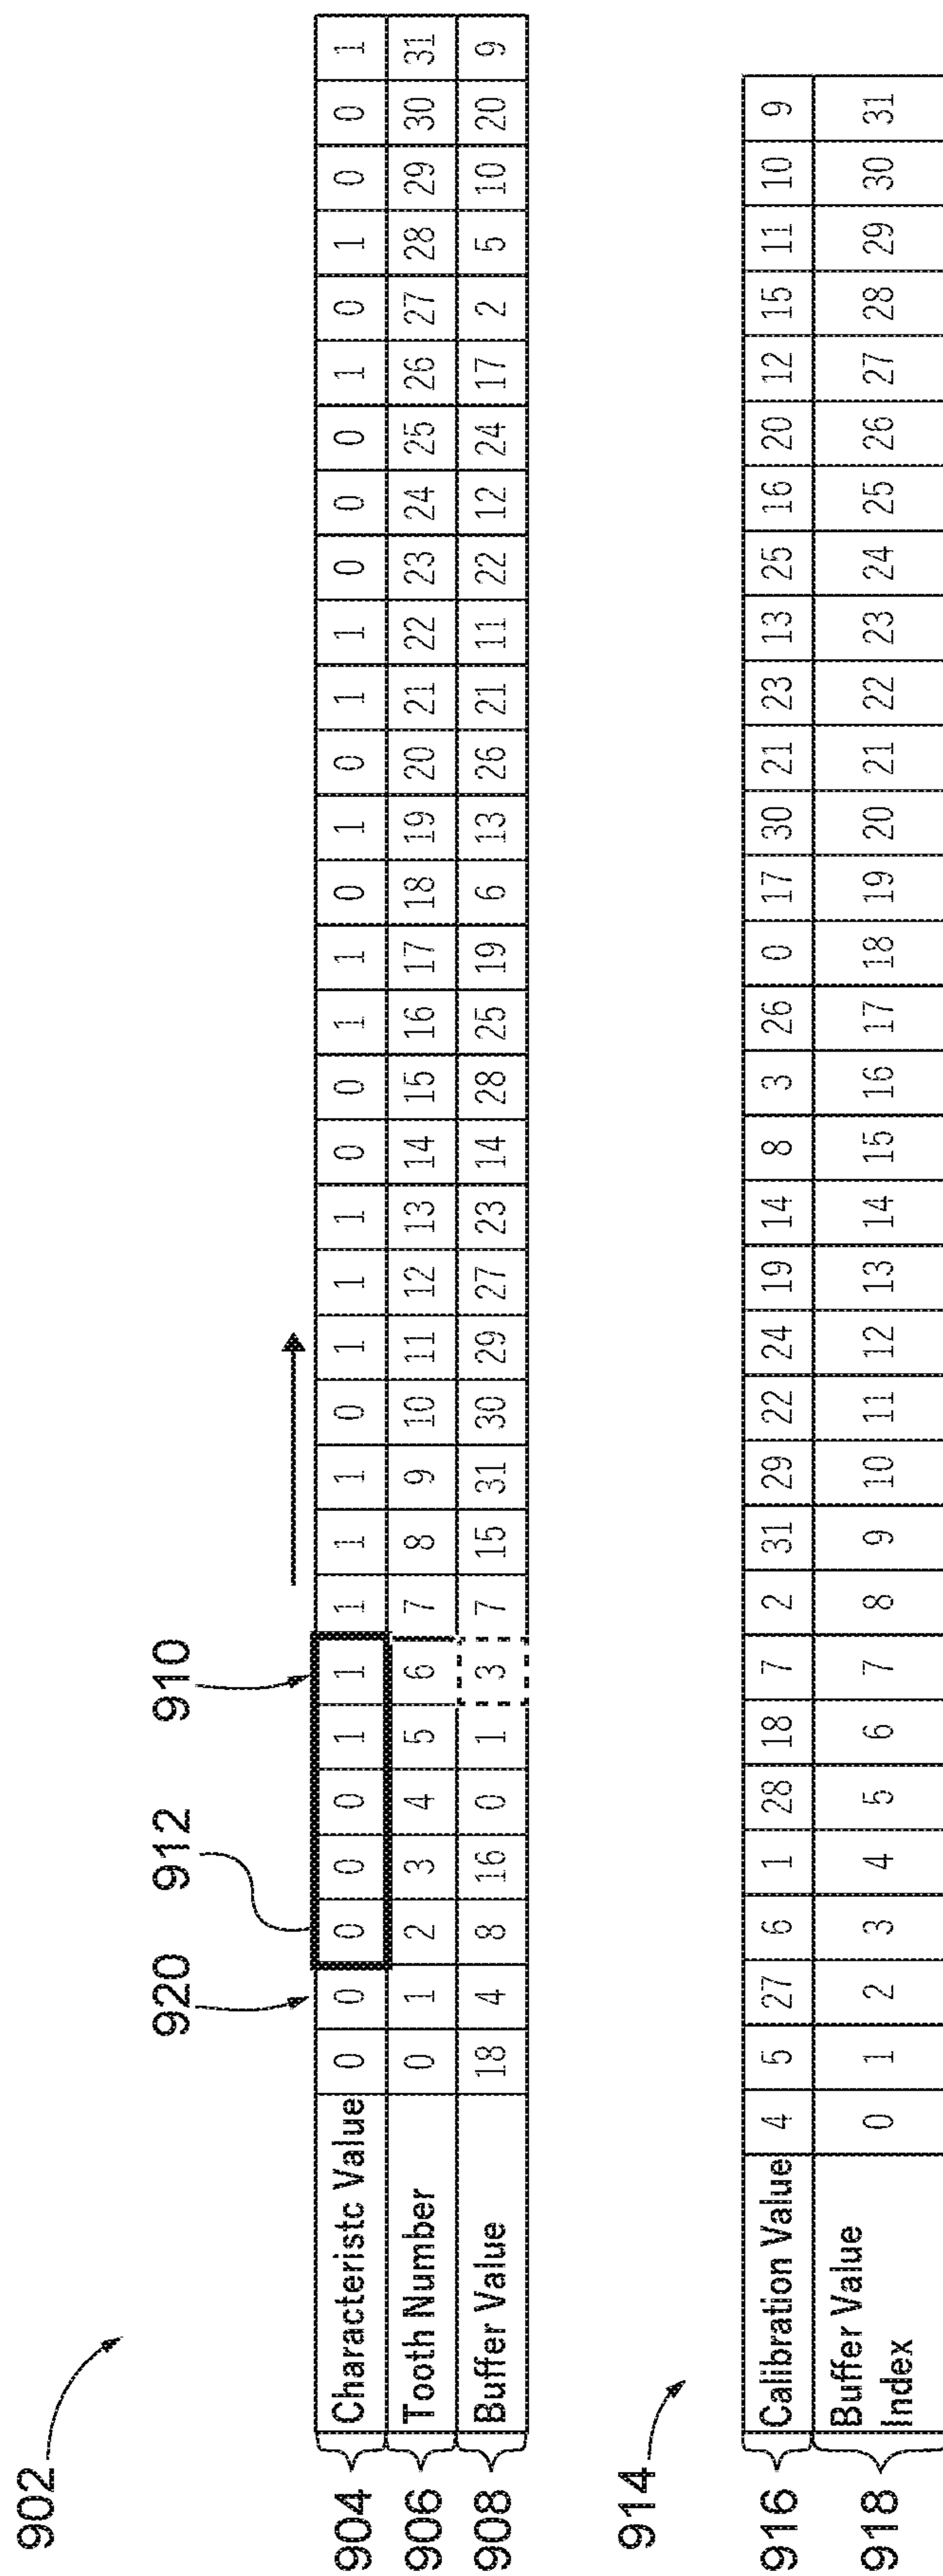 902
920 912 910
904 Characteristc Value 0 0 0 0 0 1 1 1 1 1 0 1 1 1 0 0 1 1 0 1 0 1 1 0 0 0 1 0 1 0 0 1
906 Tooth Number 0 1 2 3 4 5 6 7 8 9 10 11 12 13 14 15 16 17 18 19 20 21 22 23 24 25 26 27 28 29 30 31
908 Buffer Value 18 4 8 16 0 1 3 7 15 31 30 29 27 23 14 28 25 19 6 13 26 21 11 22 12 24 17 2 5 10 20 9
914
916 Calibration Value 4 5 27 6 1 28 18 7 2 31 29 22 24 19 14 8 3 26 0 17 30 21 23 13 25 16 20 12 15 11 10 9
918 Buffer Value
Index 0 1 2 3 4 5 6 7 8 9 10 11 12 13 14 15 16 17 18 19 20 21 22 23 24 25 26 27 28 29 30 31